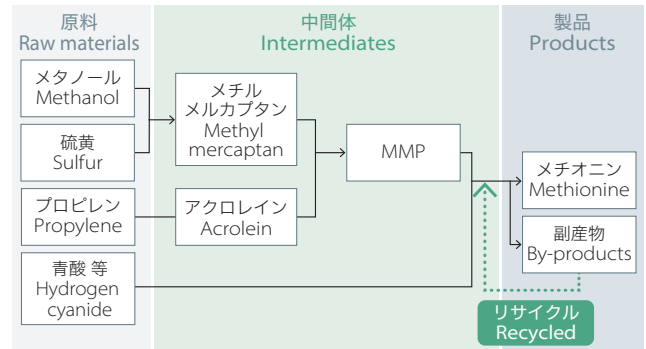 原料
Raw materials
中間体
Intermediates
製品
Products
メタノール
Methanol
硫黄
Sulfur
プロピレン
Propylene
青酸 等
Hydrogen
cyanide
メチル
メルカプタン
Methyl
mercaptan
アクロレイン
Acrolein
MMP
メチオニン
Methionine
副産物
By-products
リサイクル
Recycled